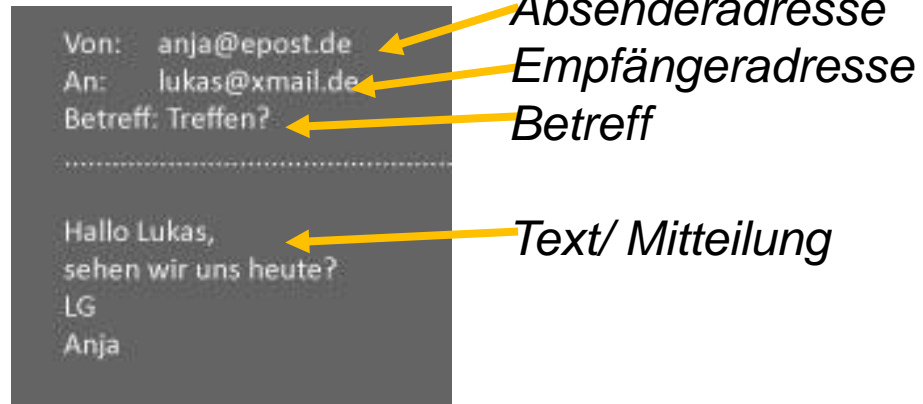 Von: anja@epost.de
An: lukas@xmail.de
Betreff: Treffen?
Hallo Lukas,
sehen wir uns heute?
LG
Anja
Absenderadresse
Empfängeradresse
Betreff
Text/ Mitteilung